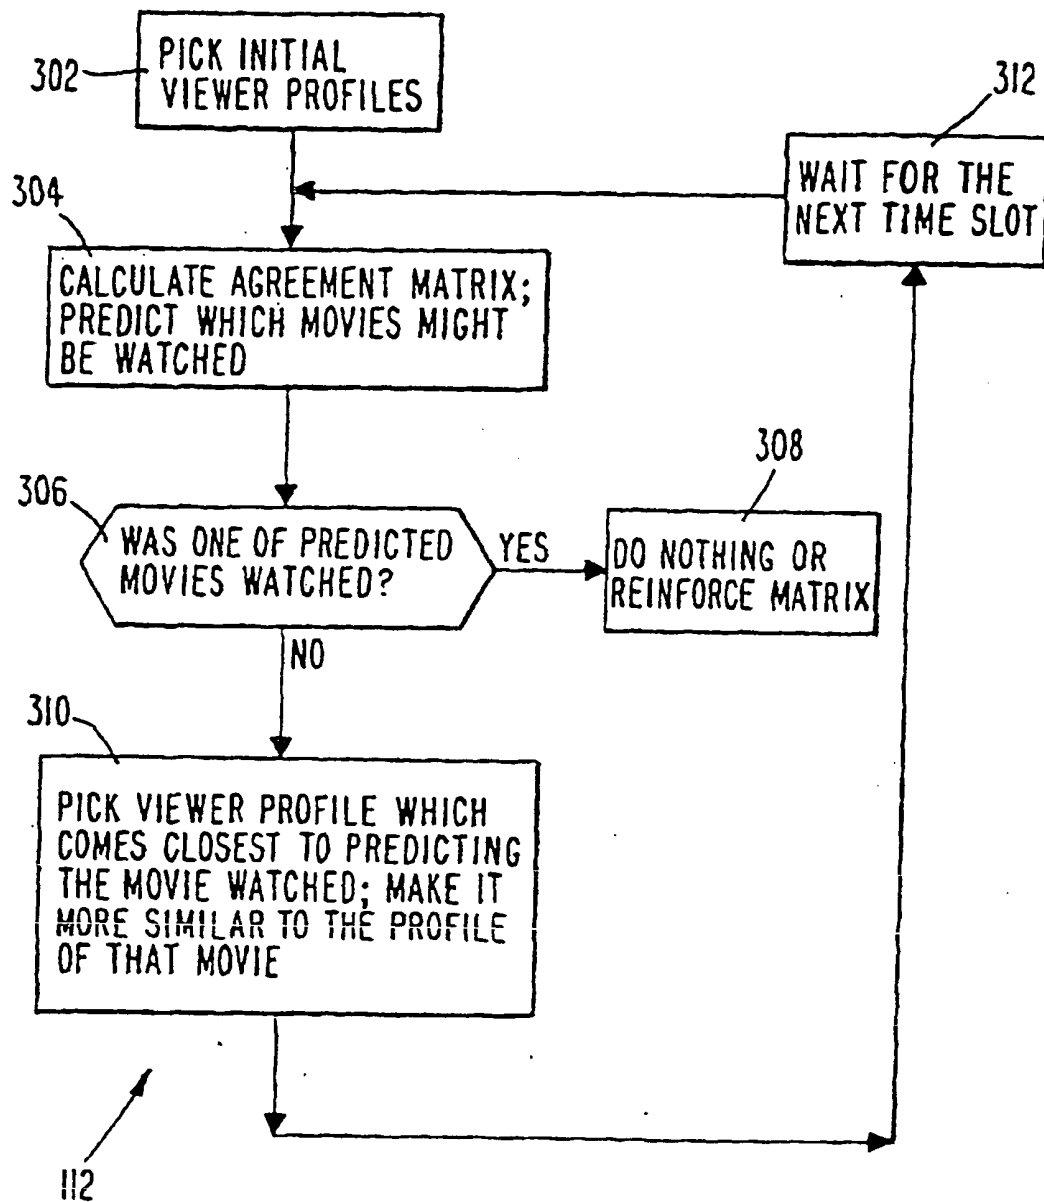 302
PICK INITIAL
VIEWER PROFILES
312
WAIT FOR THE
NEXT TIME SLOT
304
CALCULATE AGREEMENT MATRIX;
PREDICT WHICH MOVIES MIGHT
BE WATCHED
306
WAS ONE OF PREDICTED
MOVIES WATCHED?
YES
308
DO NOTHING OR
REINFORCE MATRIX
NO
310
PICK VIEWER PROFILE WHICH
COMES CLOSEST TO PREDICTING
THE MOVIE WATCHED; MAKE IT
MORE SIMILAR TO THE PROFILE
OF THAT MOVIE
112